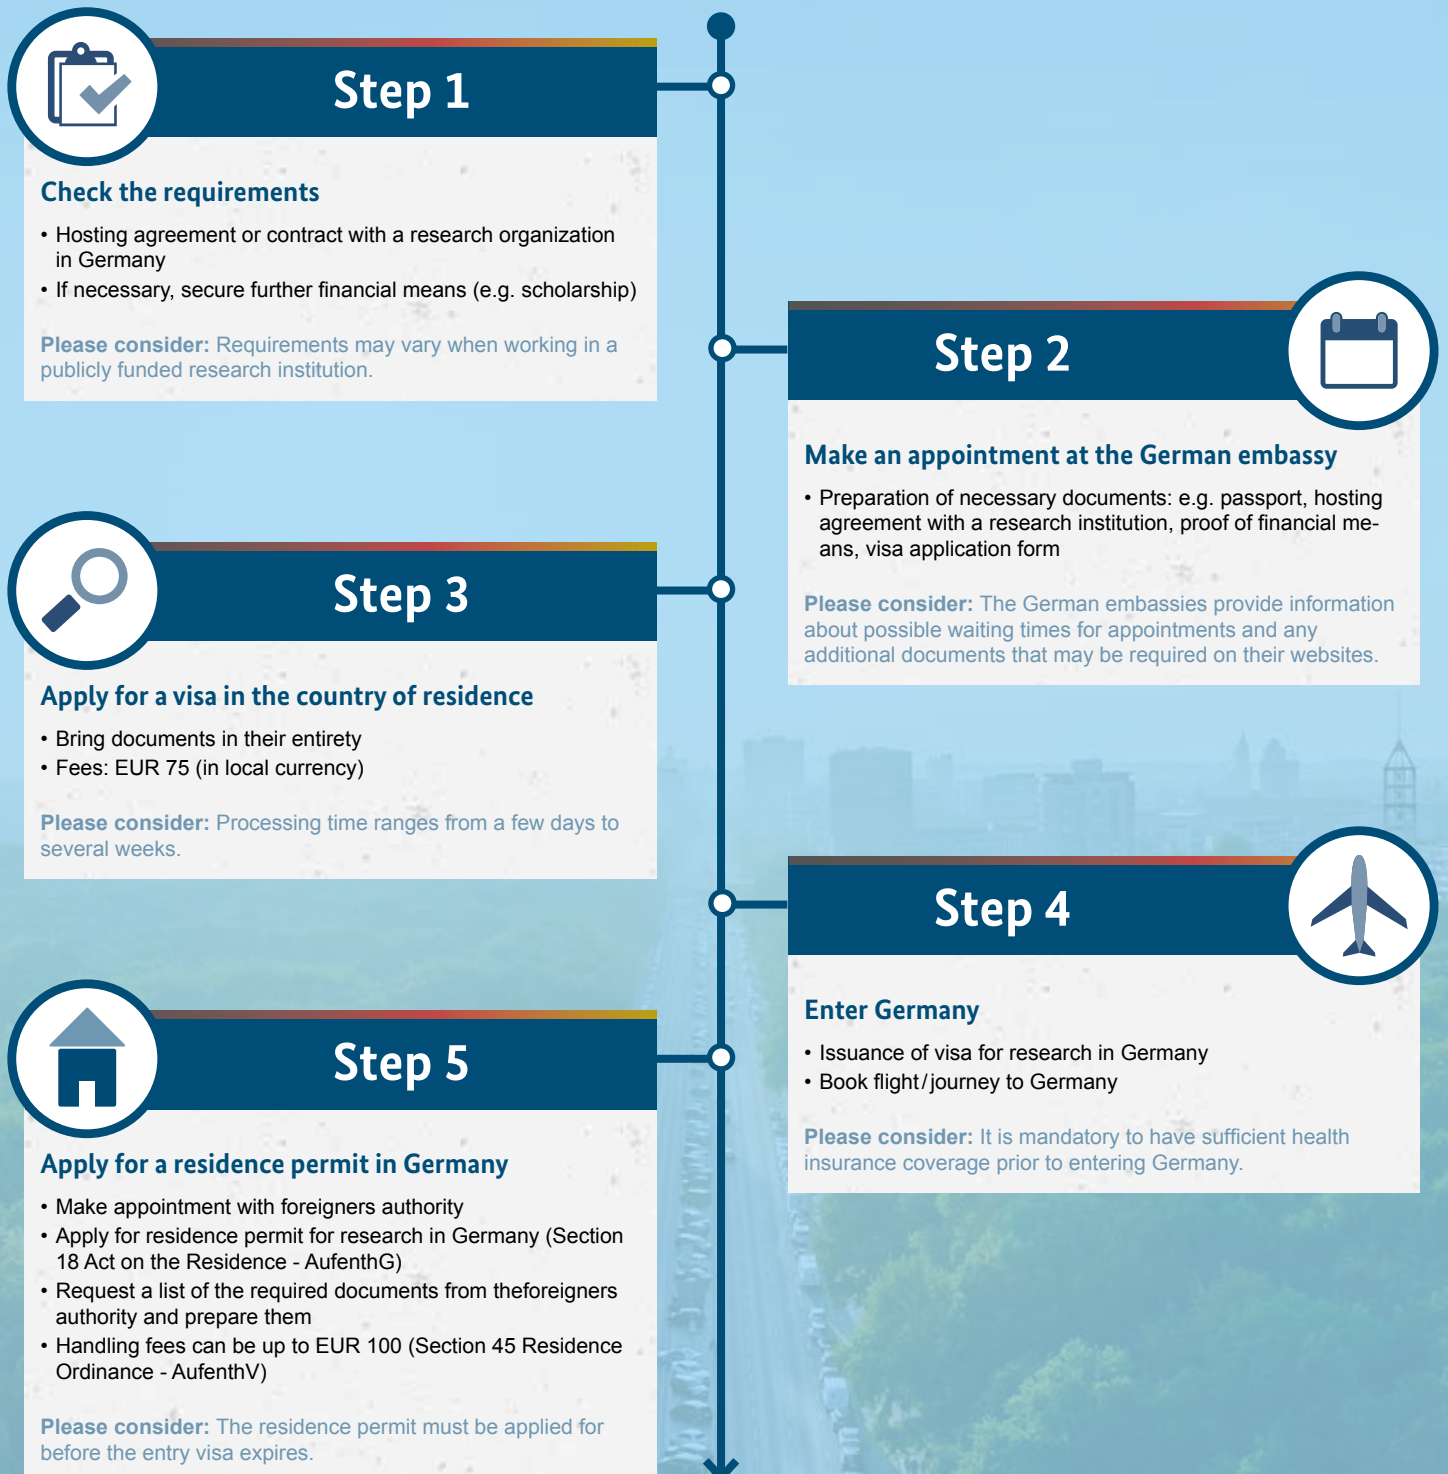 Step 1
Check the requirements
• Hosting agreement or contract with a research organization
in Germany
• If necessary, secure further financial means (e.g. scholarship)
Please consider: Requirements may vary when working in a
publicly funded research institution.
Step 2
Make an appointment at the German embassy
• Preparation of necessary documents: e.g. passport, hosting
agreement with a research institution, proof of financial me-
ans, visa application form
Please consider: The German embassies provide information
about possible waiting times for appointments and any
additional documents that may be required on their websites.
Step 3
Apply for a visa in the country of residence
• Bring documents in their entirety
• Fees: EUR 75 (in local currency)
Please consider: Processing time ranges from a few days to
several weeks.
Step 4
Enter Germany
• Issuance of visa for research in Germany
• Book flight/journey to Germany
Please consider: It is mandatory to have sufficient health
insurance coverage prior to entering Germany.
Step 5
Apply for a residence permit in Germany
• Make appointment with foreigners authority
• Apply for residence permit for research in Germany (Section
18 Act on the Residence - AufenthG)
• Request a list of the required documents from theforeigners
authority and prepare them
• Handling fees can be up to EUR 100 (Section 45 Residence
Ordinance - AufenthV)
Please consider: The residence permit must be applied for
before the entry visa expires.